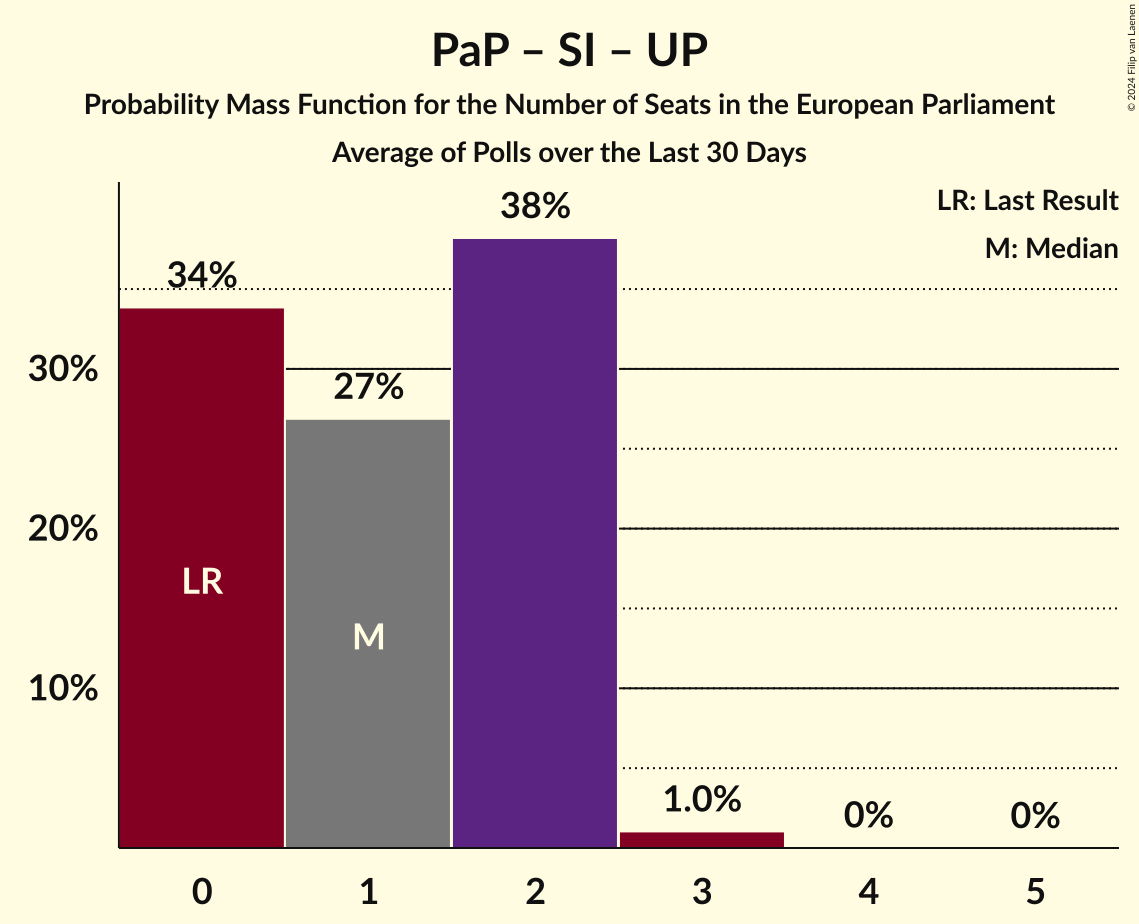 PaP – SI – UP
Probability Mass Function for the Number of Seats in the European Parliament
Average of Polls over the Last 30 Days
© 2024 Filip van Laenen
LR: Last Result
M: Median
38%
34%
30%
27%
20%
LR
M
10%
1.0%
0%
0%
0 1 2 3 4 5